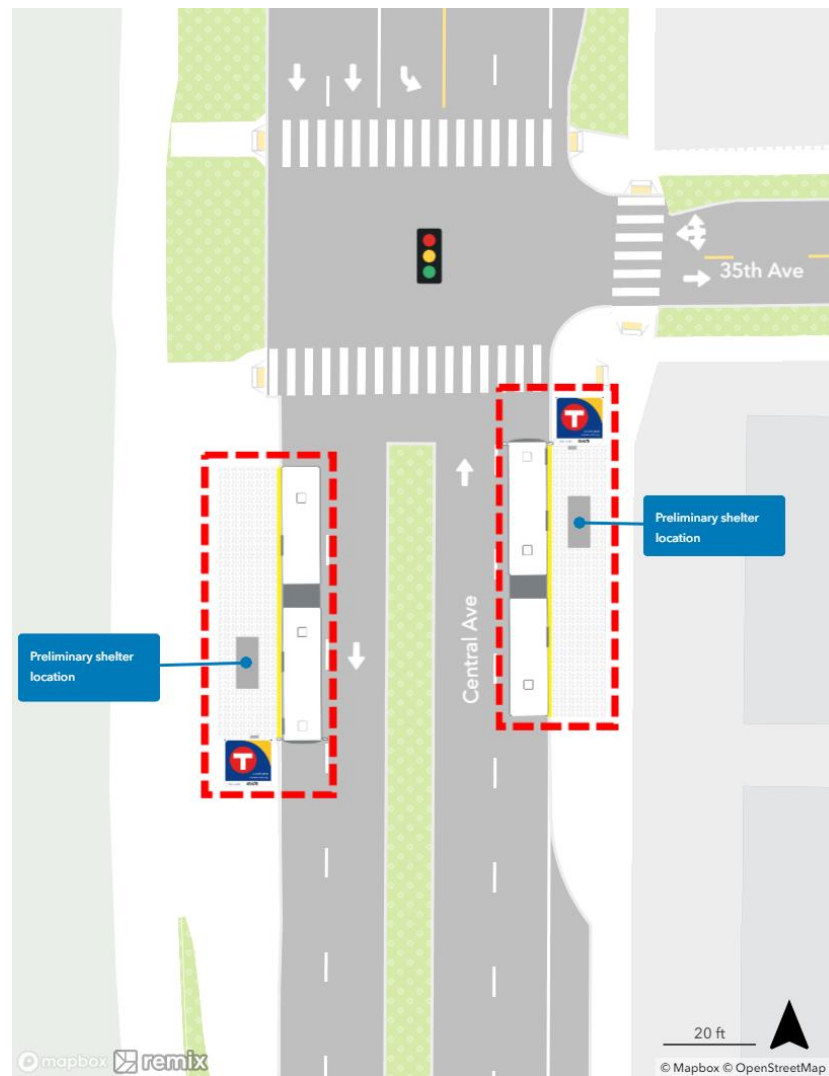 35th Ave
Preliminary shelter
location
Central Ave
Preliminary shelter
location
T
T
20 ft
mapbox remix
© Mapbox © OpenStreetMap